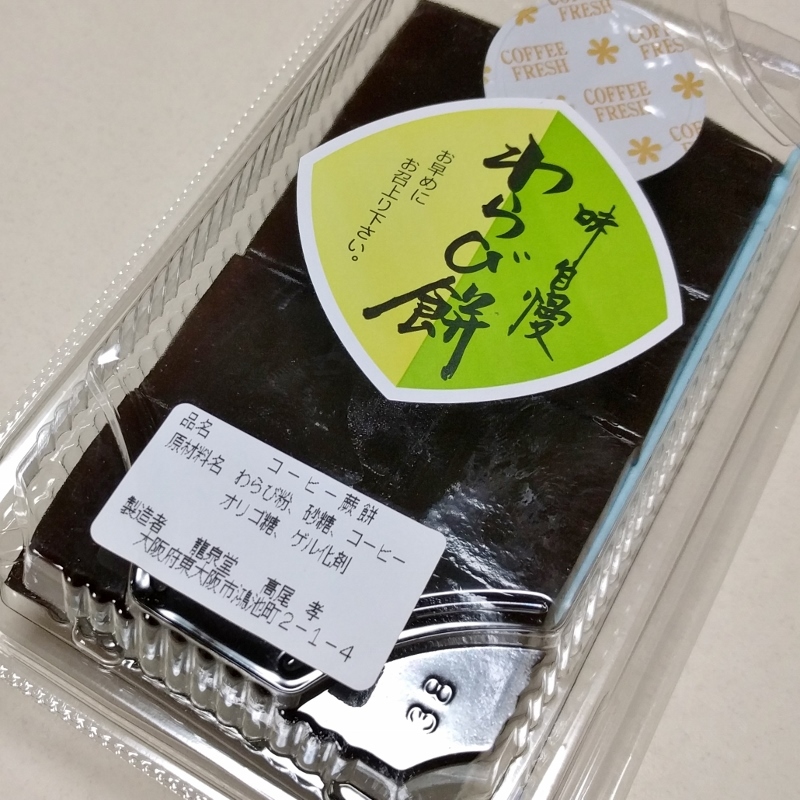 COFFEE FRESH
COFFEE
FRESH
COFFEE
FRESH
味自慢
わらび餅
お早めに
お召上り下さい。
品名 コーヒー蕨餅
原材料名 わらび粉、砂糖、コーヒー
オリゴ糖、ゲル化剤
製造者 龍泉堂 高尾 孝
大阪府東大阪市鴻池町2-1-4
38